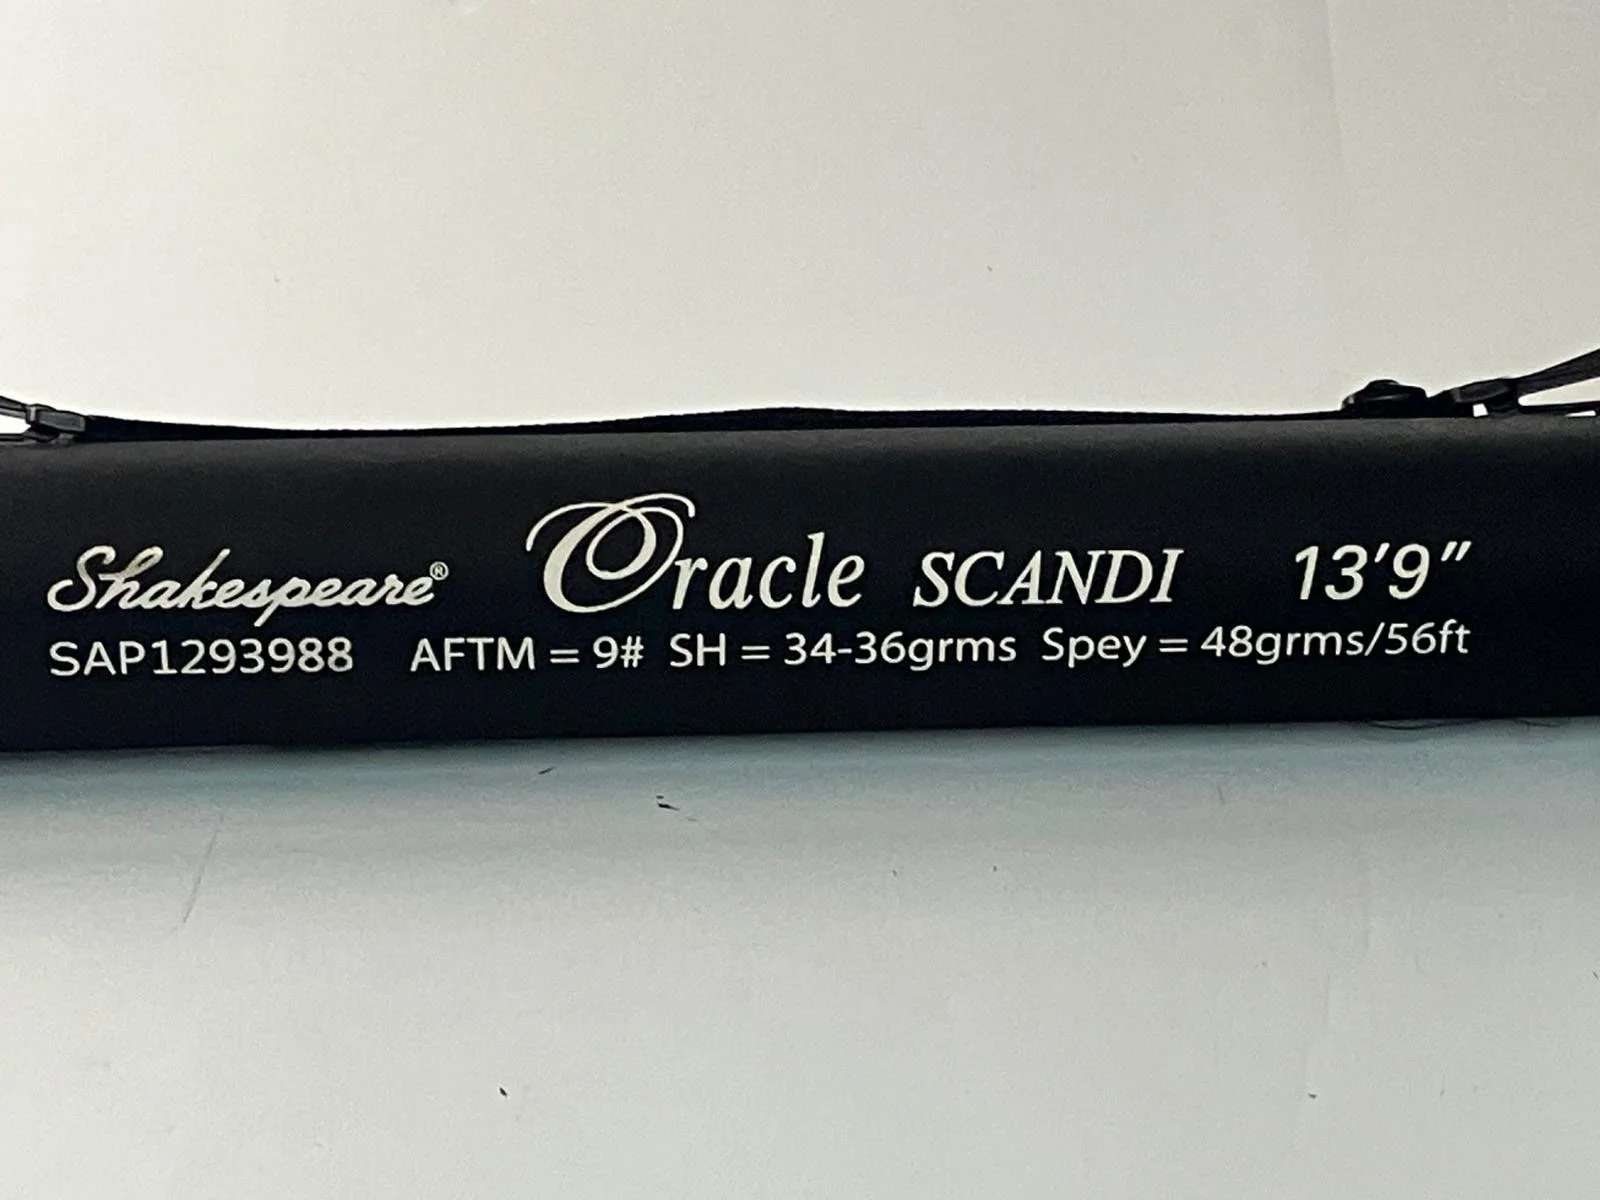 Shakespeare® Oracle SCANDI 13'9"
SAP1293988 AFTM = 9# SH = 34-36grms Spey = 48grms/56ft